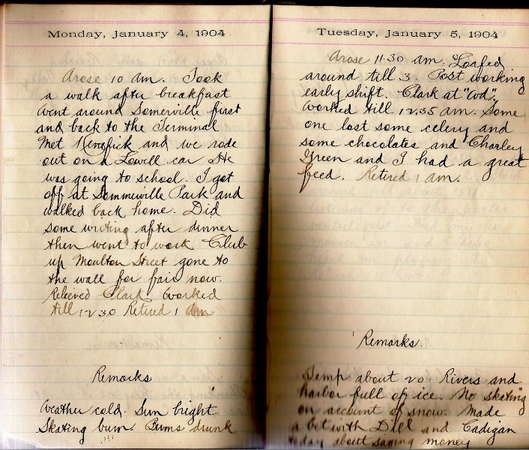 Monday, January 4, 1904
Arose 10 am. Took
a walk after breakfast
Went around Somerville first
and back to the Terminal
Met Kenefick and we rode
out on a Lowell car He
was going to school. I got
off at Sommerville Park and
walked back home. Did
some writing after dinner
then went to work Club
up Moulton Street gone to
the wall for fair now.
Relieved Clark Worked
till 12 30 Retired 1 am
Remarks
Weather cold. Sun bright
Skating bum Bums drunk
Tuesday, January 5, 1904
Arose 11.30 am. Loafed
around till 3. Post working
early shift. Clark at "Wd"
Worked till 12.35 am. Some
one lost some celery and
some chocolates and Charley
Green and I had a great
feed. Retired 1 am.
Remarks.
Temp about 20 Rivers and
harbor full of ice. No skating
on account of snow. Made
a bet with Dill and Cadigan
today about saving money